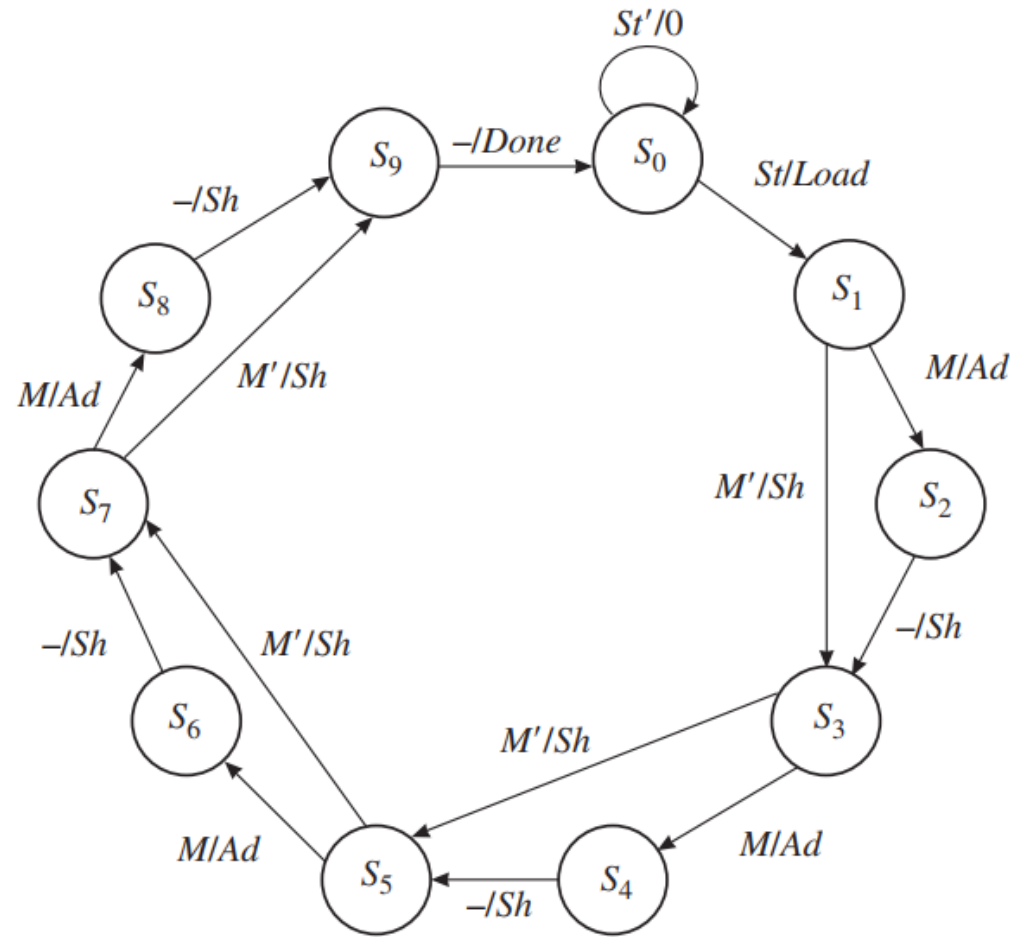 St′/0
–/Done
S₉
S₀
St/Load
–/Sh
S₈
S₁
M/Ad
M′/Sh
M/Ad
M′/Sh
S₇
S₂
–/Sh
M′/Sh
–/Sh
S₆
S₃
M′/Sh
M/Ad
M/Ad
S₅
S₄
–/Sh